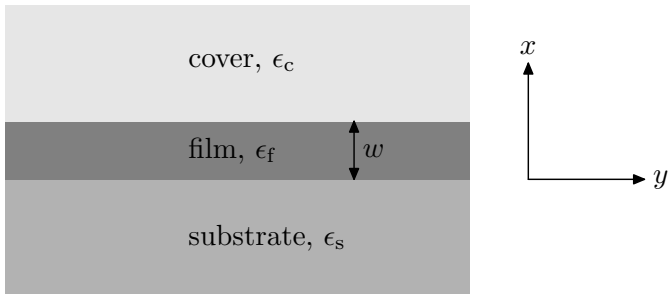 cover, ϵc
film, ϵf
w
substrate, ϵs
x
y